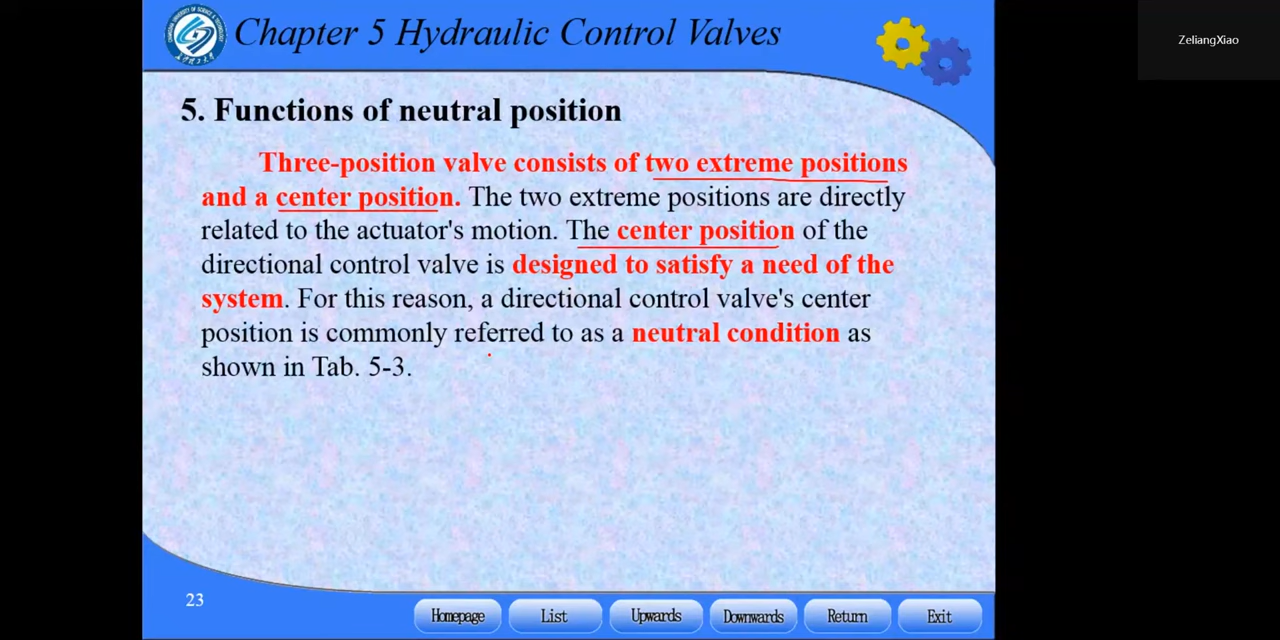 Chapter 5 Hydraulic Control Valves
ZeliangXiao
5. Functions of neutral position
Three-position valve consists of two extreme positions
and a center position. The two extreme positions are directly
related to the actuator's motion. The center position of the
directional control valve is designed to satisfy a need of the
system. For this reason, a directional control valve's center
position is commonly referred to as a neutral condition as
shown in Tab. 5-3.
23
Homepage
List
Upwards
Downwards
Return
Exit